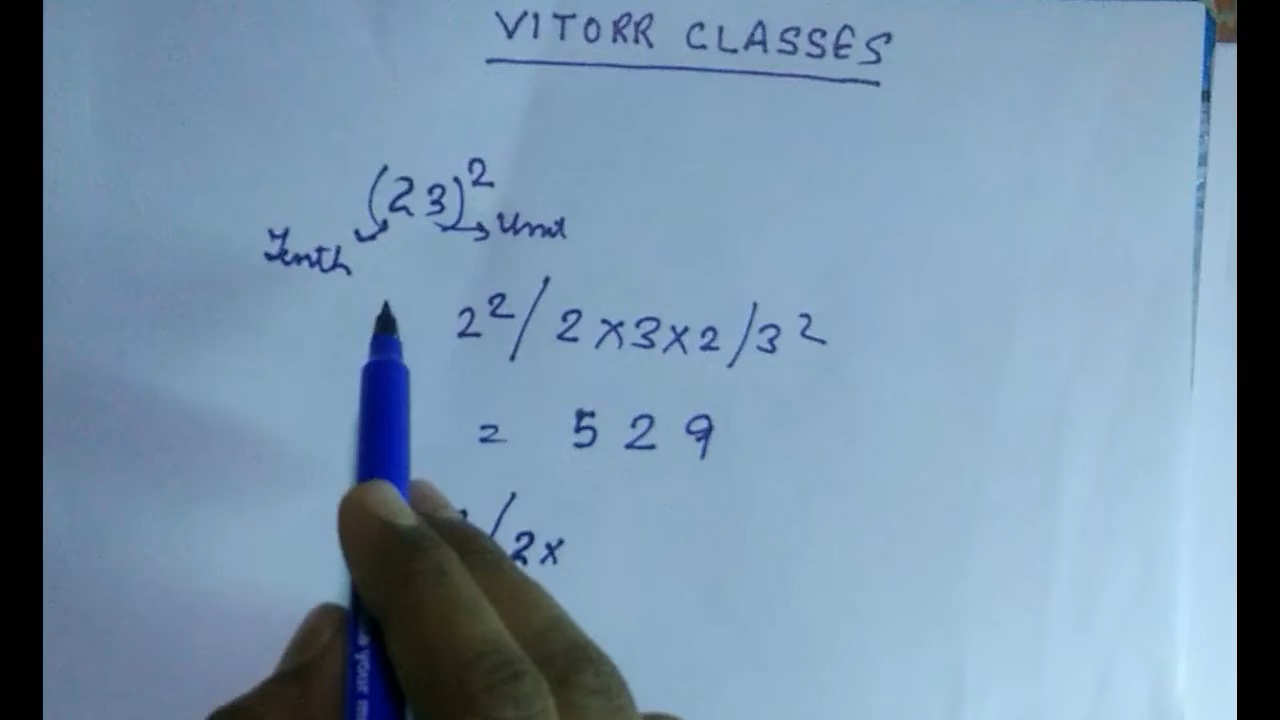 VITORR CLASSES
(23)²
Tenth Unit
2²/2×3×2/3²
= 529
/2×